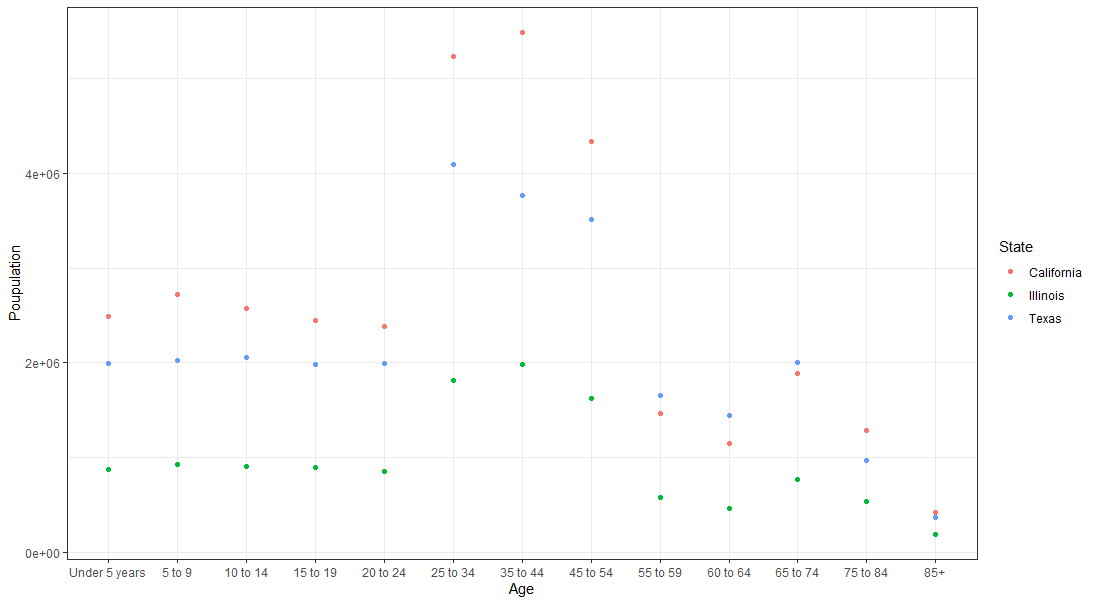 Poupulation
4e+06
2e+06
0e+00
Under 5 years 5 to 9 10 to 14 15 to 19 20 to 24 25 to 34 35 to 44 45 to 54 55 to 59 60 to 64 65 to 74 75 to 84 85+
Age
State
California
Illinois
Texas